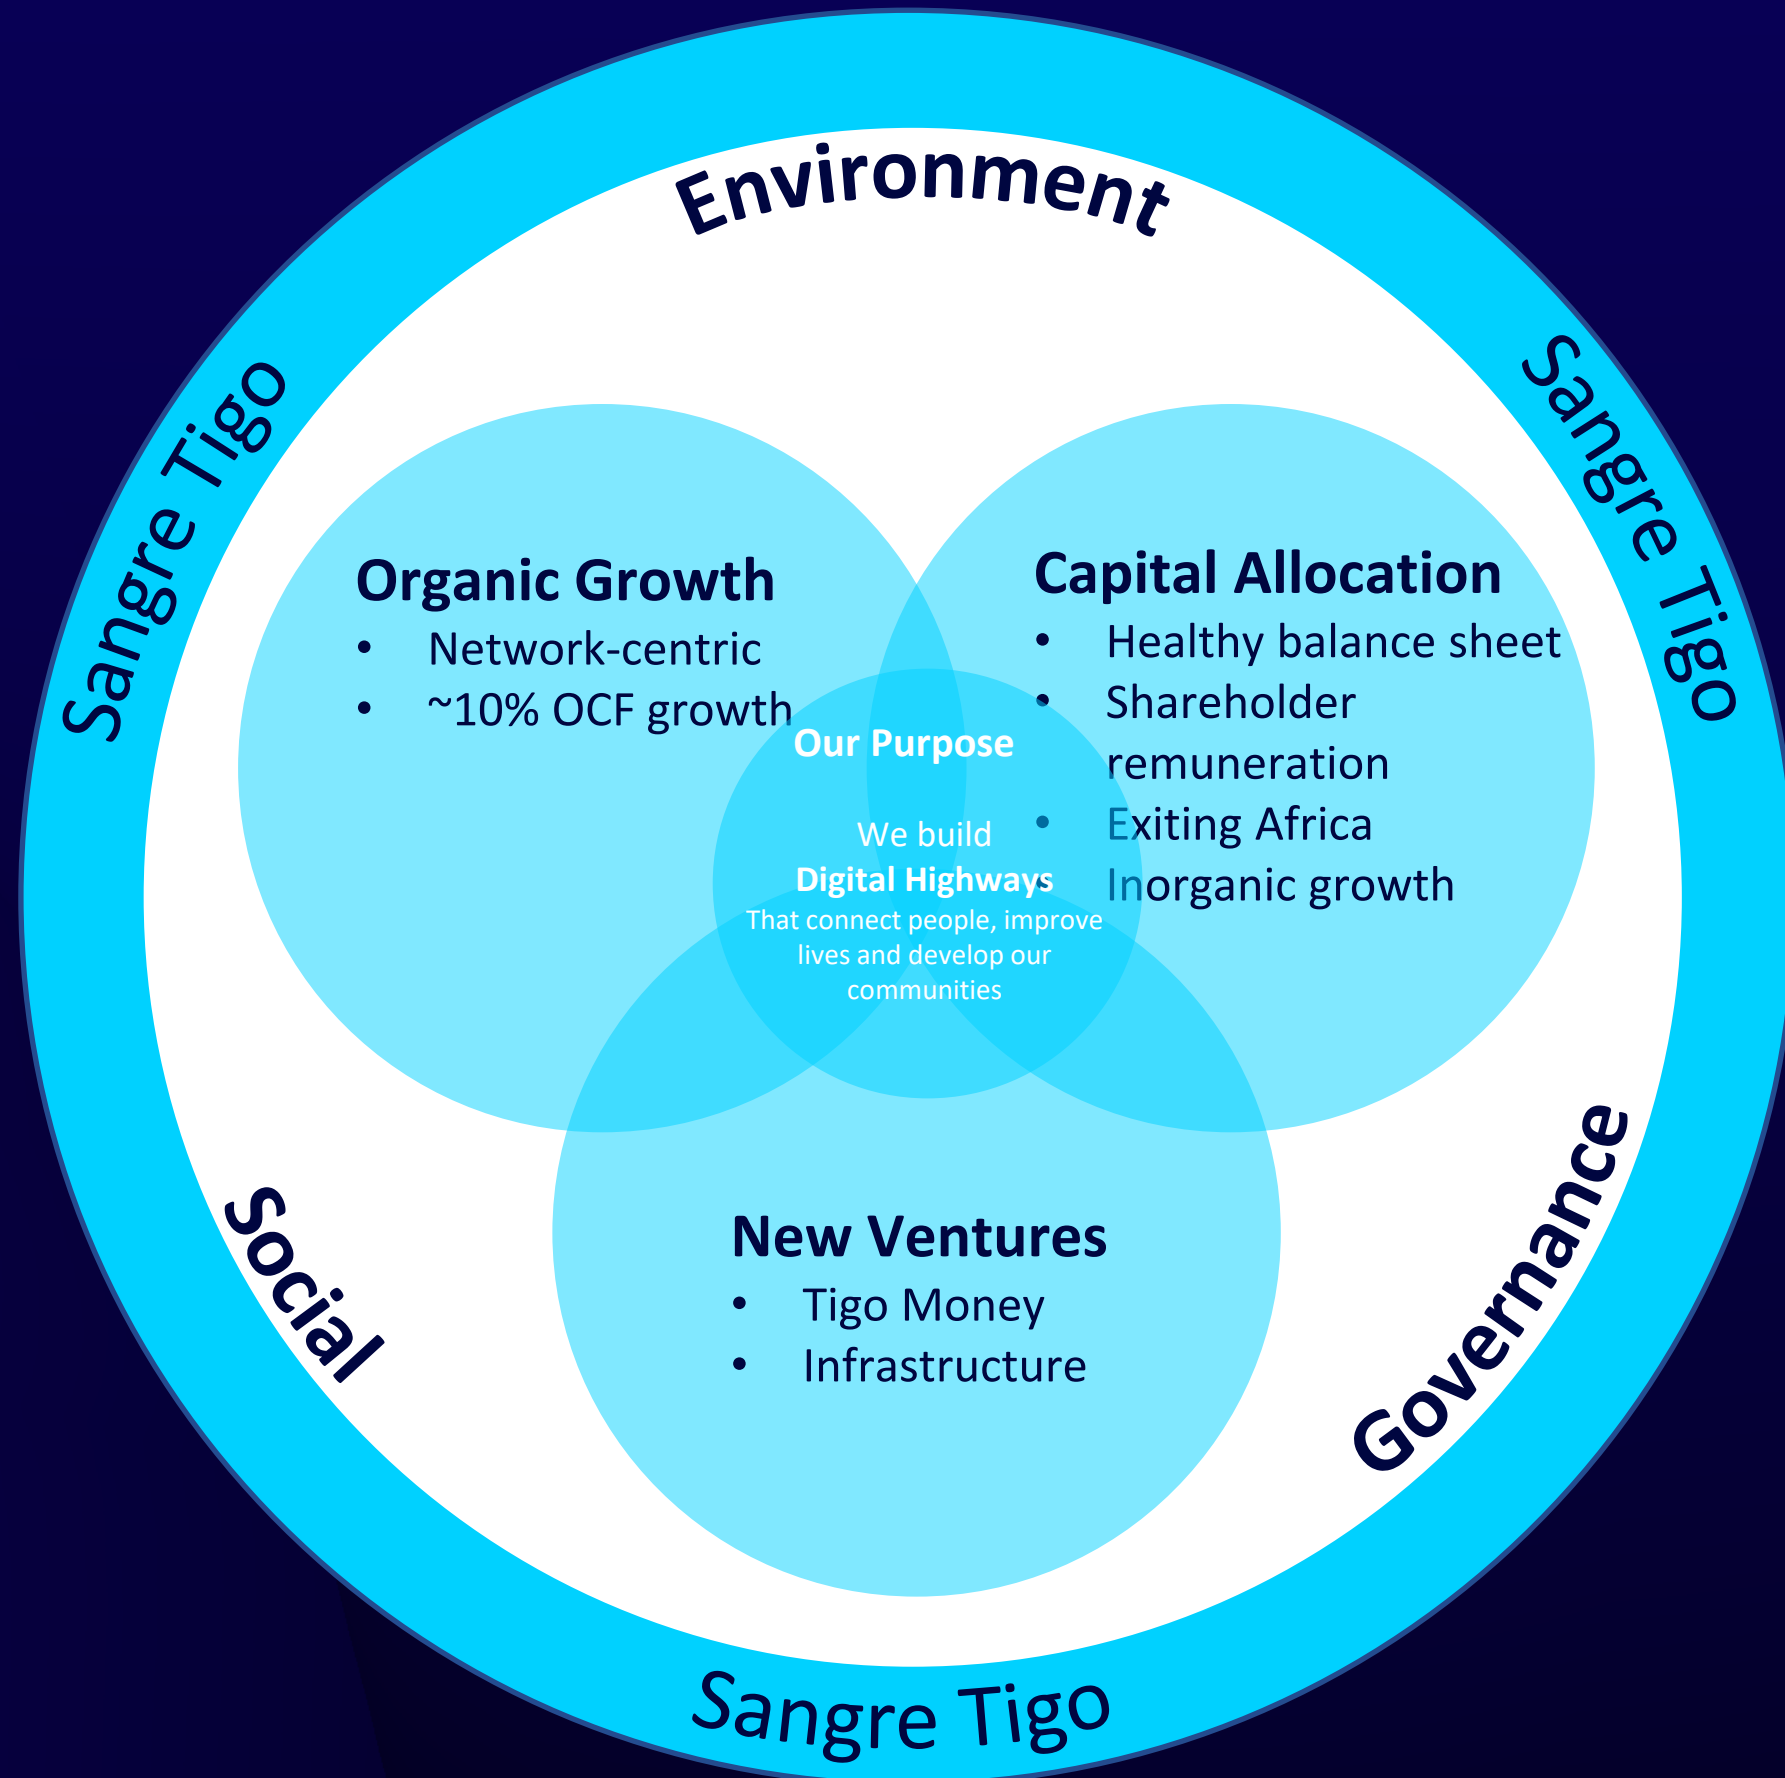 Environment
Sangre Tigo
Sangre Tigo
Organic Growth
• Network-centric
• ~10% OCF growth
Capital Allocation
• Healthy balance sheet
• Shareholder
remuneration
• Exiting Africa
• Inorganic growth
Our Purpose
We build
Digital Highways
That connect people, improve
lives and develop our
communities
New Ventures
• Tigo Money
• Infrastructure
Social
Governance
Sangre Tigo